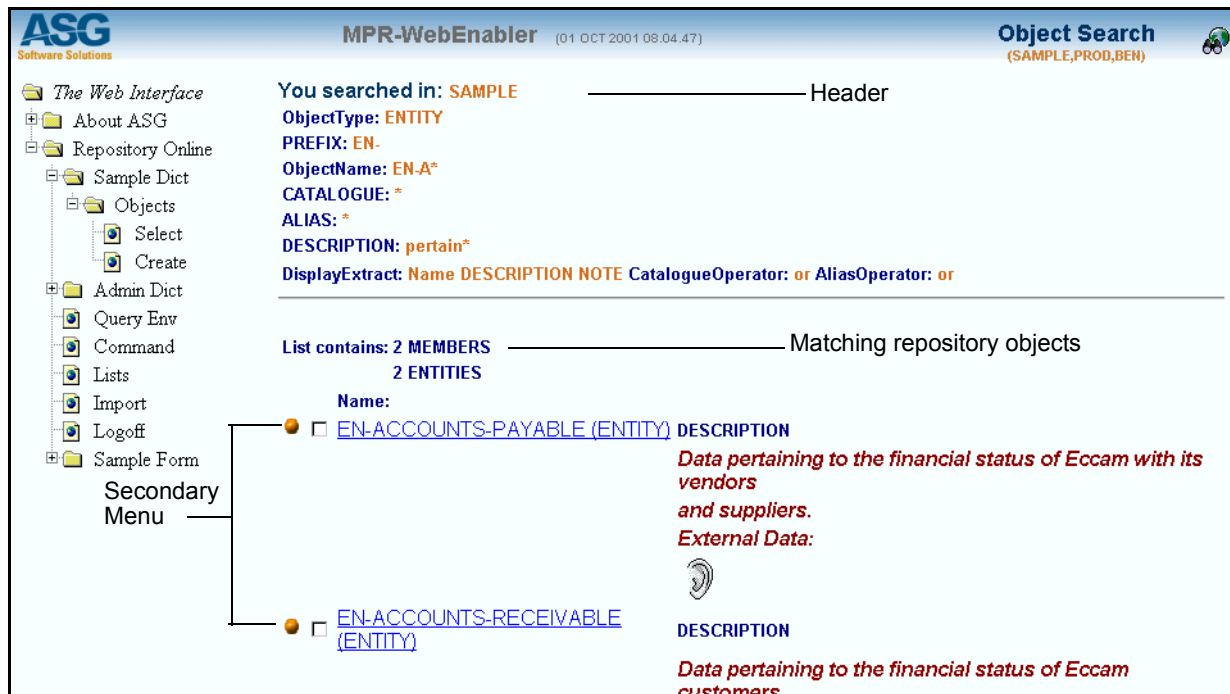 ASG
Software Solutions
MPR-WebEnabler (01 OCT 2001 08.04.47)
Object Search
(SAMPLE,PROD,BEN)
The Web Interface
About ASG
Repository Online
Sample Dict
Objects
Select
Create
Admin Dict
Query Env
Command
Lists
Import
Logoff
Sample Form
Secondary
Menu
You searched in: SAMPLE
Header
ObjectType: ENTITY
PREFIX: EN-
ObjectName: EN-A*
CATALOGUE: *
ALIAS: *
DESCRIPTION: pertain*
DisplayExtract: Name DESCRIPTION NOTE CatalogueOperator: or AliasOperator: or
List contains: 2 MEMBERS
Matching repository objects
2 ENTITIES
Name:
EN-ACCOUNTS-PAYABLE (ENTITY) DESCRIPTION
Data pertaining to the financial status of Eccam with its
vendors
and suppliers.
External Data:
EN-ACCOUNTS-RECEIVABLE
(ENTITY)
DESCRIPTION
Data pertaining to the financial status of Eccam
customers